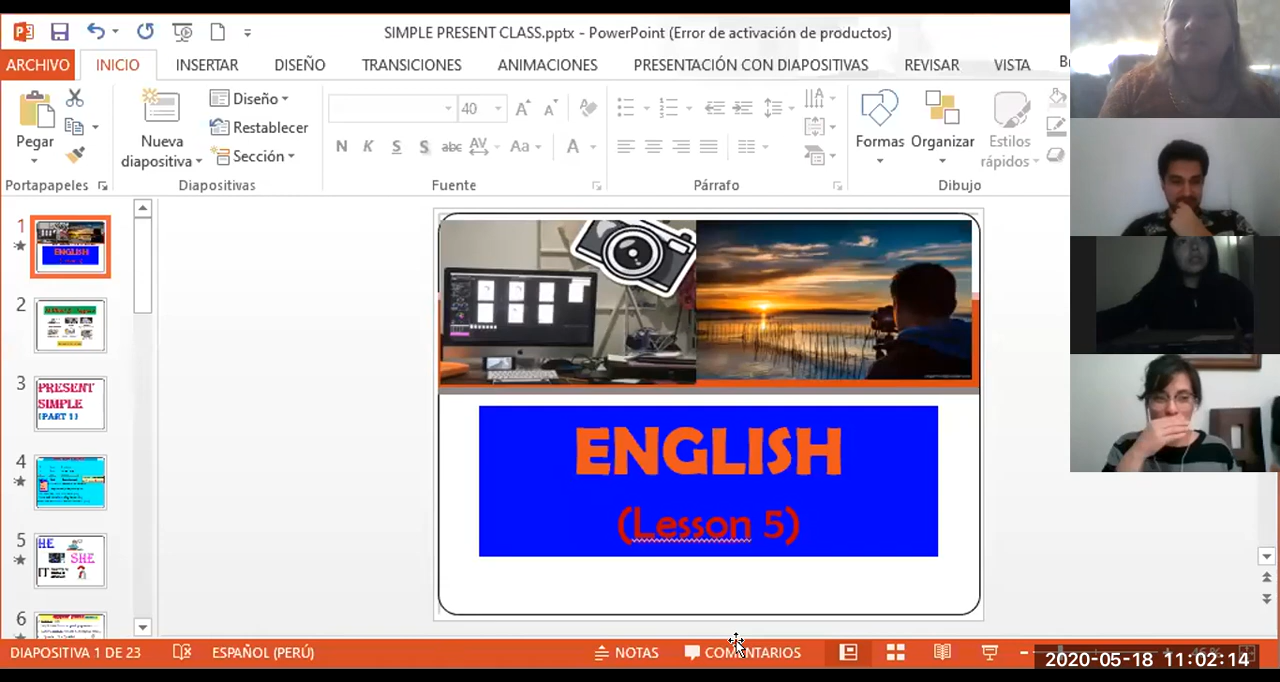 SIMPLE PRESENT CLASS.pptx - PowerPoint (Error de activación de productos)
ARCHIVO INICIO INSERTAR DISEÑO TRANSICIONES ANIMACIONES PRESENTACIÓN CON DIAPOSITIVAS REVISAR VISTA
Pegar
Nueva
diapositiva
Diseño
Restablecer
Sección
40
N K S S abc AV Aa A
Formas Organizar Estilos
rápidos
Portapapeles Diapositivas Fuente Párrafo Dibujo
1
ENGLISH
2
3
PRESENT
SIMPLE
(PART 1)
4
5
HE
SHE
IT
6
ENGLISH
(Lesson 5)
DIAPOSITIVA 1 DE 23 ESPAÑOL (PERÚ) NOTAS COMENTARIOS
2020-05-18 11:02:14